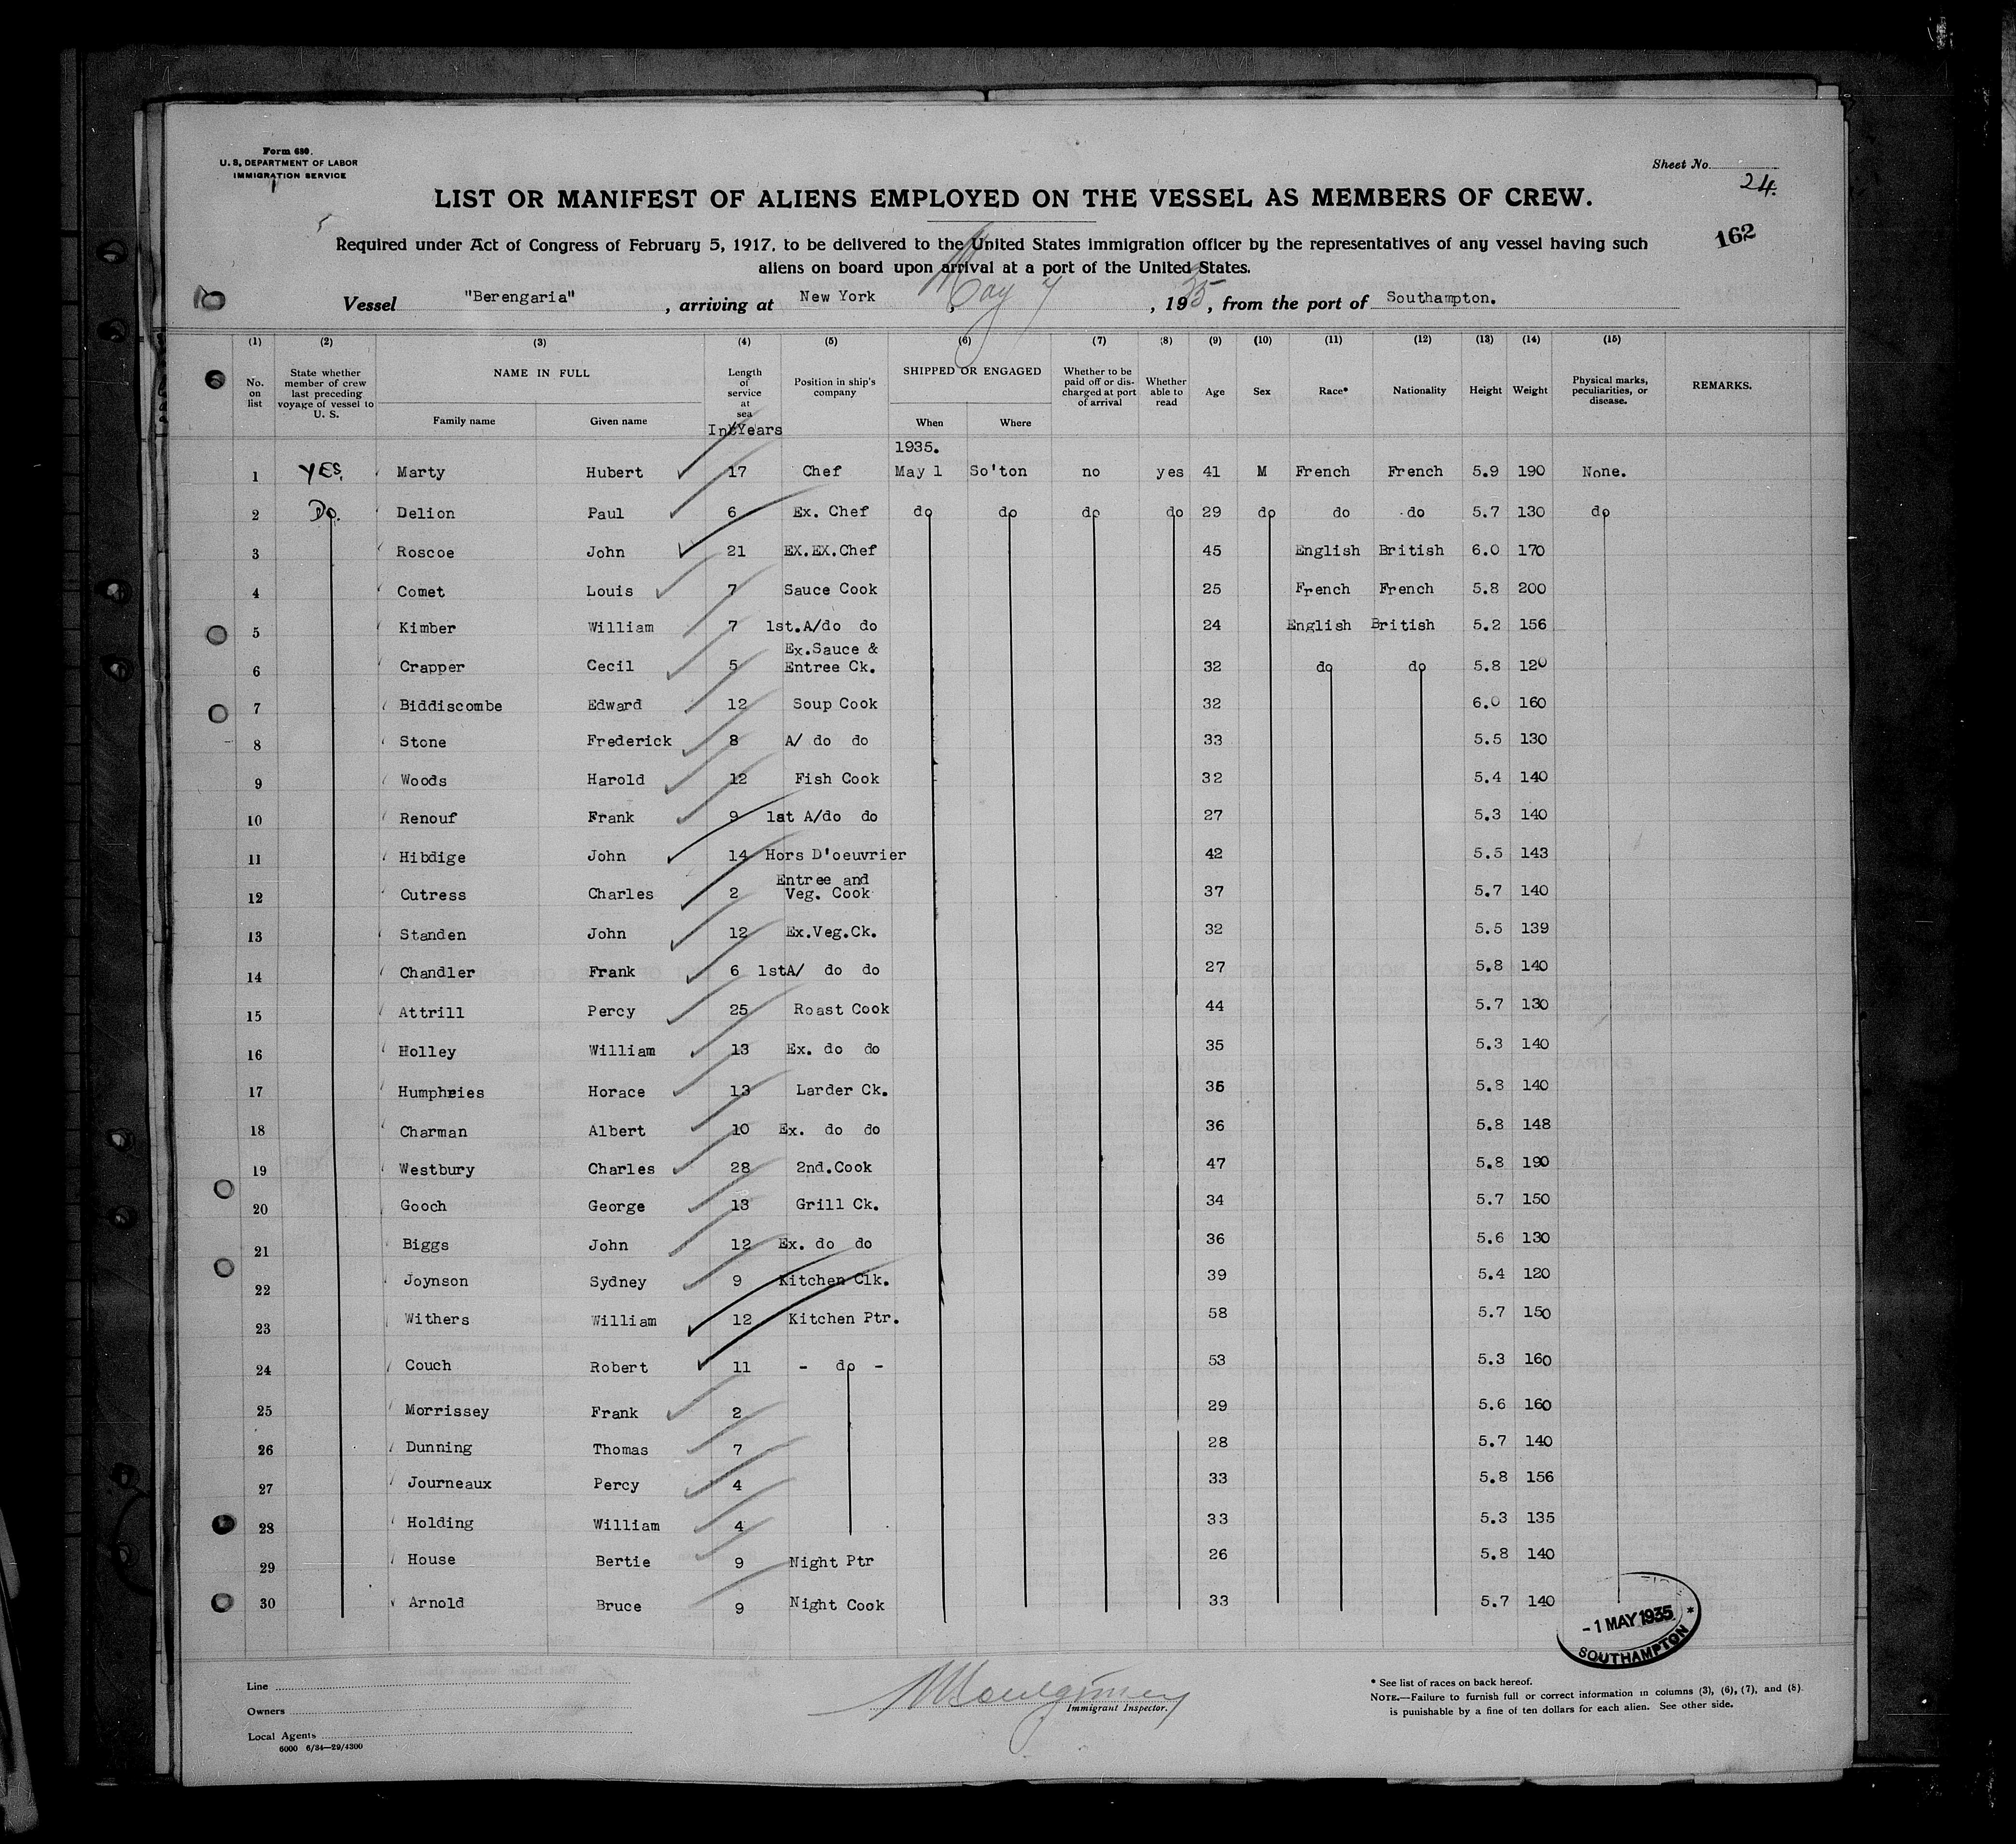 Form 680.
U. S. DEPARTMENT OF LABOR
IMMIGRATION SERVICE
Sheet No. 24.
LIST OR MANIFEST OF ALIENS EMPLOYED ON THE VESSEL AS MEMBERS OF CREW.
162
Required under Act of Congress of February 5, 1917, to be delivered to the United States immigration officer by the representatives of any vessel having such
aliens on board upon arrival at a port of the United States.
Vessel "Berengaria" , arriving at New York May 7 , 1935, from the port of Southampton.
(1) (2) (3) (4) (5) (6) (7) (8) (9) (10) (11) (12) (13) (14) (15)
No. on list State whether member of crew last preceding voyage of vessel to U. S. NAME IN FULL Family name Given name Length of service at sea In Years Position in ship's company SHIPPED OR ENGAGED When Where Whether to be paid off or discharged at port of arrival Whether able to read Age Sex Race* Nationality Height Weight Physical marks, peculiarities, or disease. REMARKS.
1935.
1 YES. Marty Hubert 17 Chef May 1 So'ton no yes 41 M French French 5.9 190 None.
2 Do. Delion Paul 6 Ex. Chef do do do do 29 do do do 5.7 130 do
3 Roscoe John 21 EX.EX.Chef 45 English British 6.0 170
4 Comet Louis 7 Sauce Cook 25 French French 5.8 200
5 Kimber William 7 1st.A/do do 24 English British 5.2 156
6 Crapper Cecil 5 Ex.Sauce & Entree Ck. 32 do do 5.8 120
7 Biddiscombe Edward 12 Soup Cook 32 6.0 160
8 Stone Frederick 8 A/ do do 33 5.5 130
9 Woods Harold 12 Fish Cook 32 5.4 140
10 Renouf Frank 9 1st A/do do 27 5.3 140
11 Hibdige John 14 Hors D'oeuvrier 42 5.5 143
12 Cutress Charles 2 Entree and Veg. Cook 37 5.7 140
13 Standen John 12 Ex.Veg.Ck. 32 5.5 139
14 Chandler Frank 6 1stA/ do do 27 5.8 140
15 Attrill Percy 25 Roast Cook 44 5.7 130
16 Holley William 13 Ex. do do 35 5.3 140
17 Humphries Horace 13 Larder Ck. 36 5.8 140
18 Charman Albert 10 Ex. do do 36 5.8 148
19 Westbury Charles 28 2nd.Cook 47 5.8 190
20 Gooch George 13 Grill Ck. 34 5.7 150
21 Biggs John 12 Ex. do do 36 5.6 130
22 Joynson Sydney 9 Kitchen Clk. 39 5.4 120
23 Withers William 12 Kitchen Ptr. 58 5.7 150
24 Couch Robert 11 - do - 53 5.3 160
25 Morrissey Frank 2 29 5.6 160
26 Dunning Thomas 7 28 5.7 140
27 Journeaux Percy 4 33 5.8 156
28 Holding William 4 33 5.3 135
29 House Bertie 9 Night Ptr 26 5.8 140
30 Arnold Bruce 9 Night Cook 33 5.7 140
- 1 MAY 1935 *
SOUTHAMPTON
Line
Owners
Local Agents
6000 6/34—29/4300
Montgomery
Immigrant Inspector.
* See list of races on back hereof.
NOTE.—Failure to furnish full or correct information in columns (3), (6), (7), and (8)
is punishable by a fine of ten dollars for each alien. See other side.